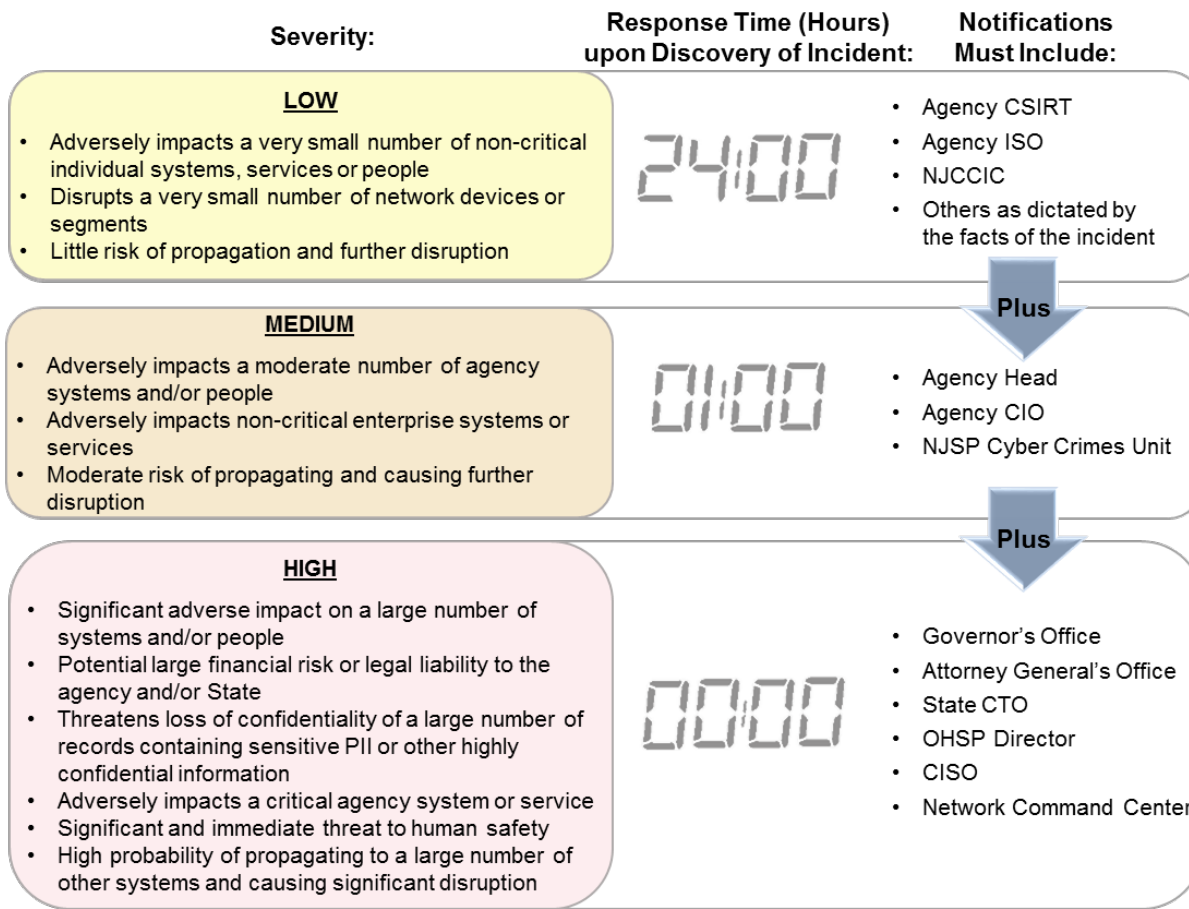 Severity:
Response Time (Hours)
upon Discovery of Incident:
Notifications
Must Include:
LOW
• Adversely impacts a very small number of non-critical
individual systems, services or people
• Disrupts a very small number of network devices or
segments
• Little risk of propagation and further disruption
24:00
• Agency CSIRT
• Agency ISO
• NJCCIC
• Others as dictated by
the facts of the incident
Plus
MEDIUM
• Adversely impacts a moderate number of agency
systems and/or people
• Adversely impacts non-critical enterprise systems or
services
• Moderate risk of propagating and causing further
disruption
01:00
• Agency Head
• Agency CIO
• NJSP Cyber Crimes Unit
Plus
HIGH
• Significant adverse impact on a large number of
systems and/or people
• Potential large financial risk or legal liability to the
agency and/or State
• Threatens loss of confidentiality of a large number of
records containing sensitive PII or other highly
confidential information
• Adversely impacts a critical agency system or service
• Significant and immediate threat to human safety
• High probability of propagating to a large number of
other systems and causing significant disruption
00:00
• Governor's Office
• Attorney General's Office
• State CTO
• OHSP Director
• CISO
• Network Command Center